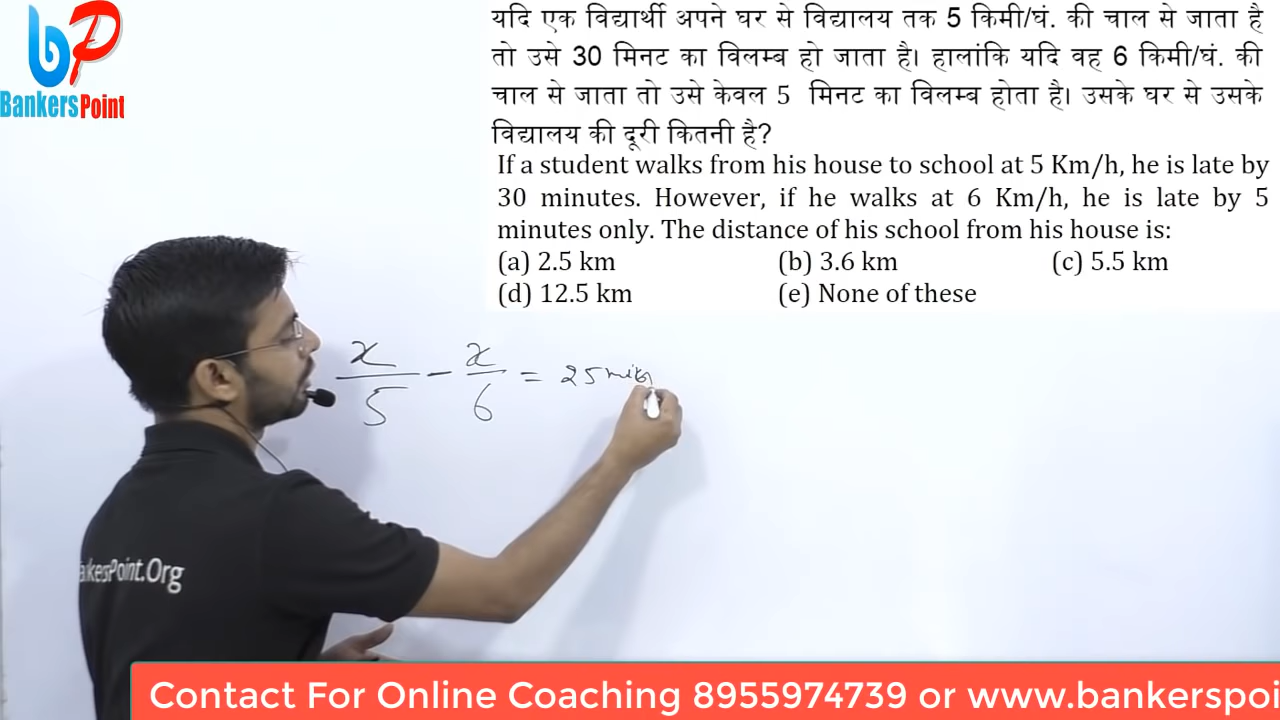 bp
BankersPoint
यदि एक विद्यार्थी अपने घर से विद्यालय तक 5 किमी/घं. की चाल से जाता है
तो उसे 30 मिनट का विलम्ब हो जाता है। हालांकि यदि वह 6 किमी/घं. की
चाल से जाता तो उसे केवल 5 मिनट का विलम्ब होता है। उसके घर से उसके
विद्यालय की दूरी कितनी है?
If a student walks from his house to school at 5 Km/h, he is late by
30 minutes. However, if he walks at 6 Km/h, he is late by 5
minutes only. The distance of his school from his house is:
(a) 2.5 km (b) 3.6 km (c) 5.5 km
(d) 12.5 km (e) None of these
x/5 - x/6 = 25 min
akersPoint.Org
Contact For Online Coaching 8955974739 or www.bankerspoi